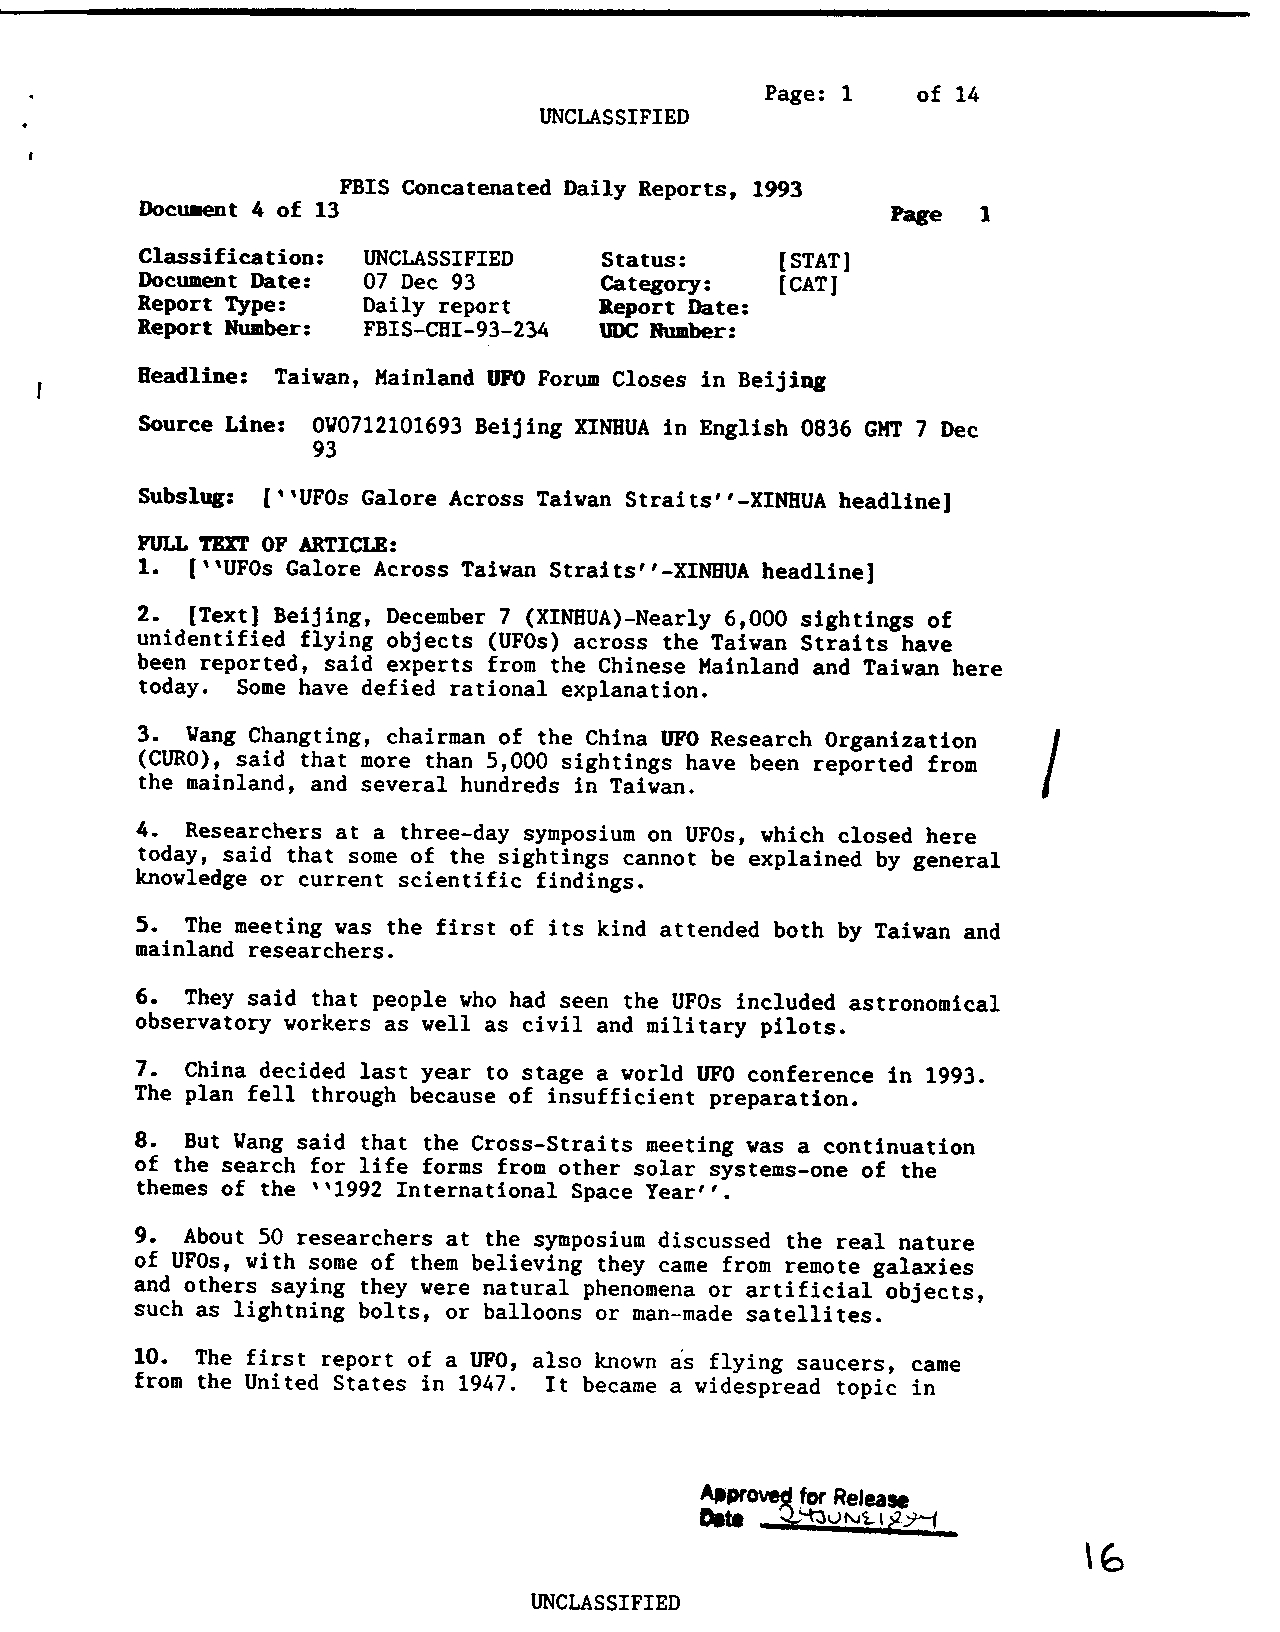 Page: 1 of 14
UNCLASSIFIED
FBIS Concatenated Daily Reports, 1993
Document 4 of 13 Page 1
Classification: UNCLASSIFIED Status: [STAT]
Document Date: 07 Dec 93 Category: [CAT]
Report Type: Daily report Report Date:
Report Number: FBIS-CHI-93-234 UDC Number:
Headline: Taiwan, Mainland UFO Forum Closes in Beijing
Source Line: OW0712101693 Beijing XINHUA in English 0836 GMT 7 Dec
93
Subslug: [``UFOs Galore Across Taiwan Straits''-XINHUA headline]
FULL TEXT OF ARTICLE:
1. [``UFOs Galore Across Taiwan Straits''-XINHUA headline]
2. [Text] Beijing, December 7 (XINHUA)-Nearly 6,000 sightings of
unidentified flying objects (UFOs) across the Taiwan Straits have
been reported, said experts from the Chinese Mainland and Taiwan here
today. Some have defied rational explanation.
3. Wang Changting, chairman of the China UFO Research Organization
(CURO), said that more than 5,000 sightings have been reported from
the mainland, and several hundreds in Taiwan.
4. Researchers at a three-day symposium on UFOs, which closed here
today, said that some of the sightings cannot be explained by general
knowledge or current scientific findings.
5. The meeting was the first of its kind attended both by Taiwan and
mainland researchers.
6. They said that people who had seen the UFOs included astronomical
observatory workers as well as civil and military pilots.
7. China decided last year to stage a world UFO conference in 1993.
The plan fell through because of insufficient preparation.
8. But Wang said that the Cross-Straits meeting was a continuation
of the search for life forms from other solar systems-one of the
themes of the ``1992 International Space Year''.
9. About 50 researchers at the symposium discussed the real nature
of UFOs, with some of them believing they came from remote galaxies
and others saying they were natural phenomena or artificial objects,
such as lightning bolts, or balloons or man-made satellites.
10. The first report of a UFO, also known as flying saucers, came
from the United States in 1947. It became a widespread topic in
Approved for Release
Date
16
UNCLASSIFIED